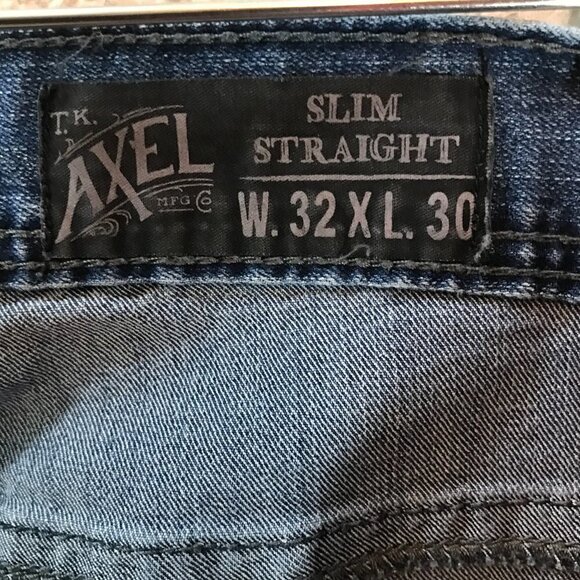 T.K.
AXEL
MFG Co
SLIM
STRAIGHT
W. 32 X L. 30